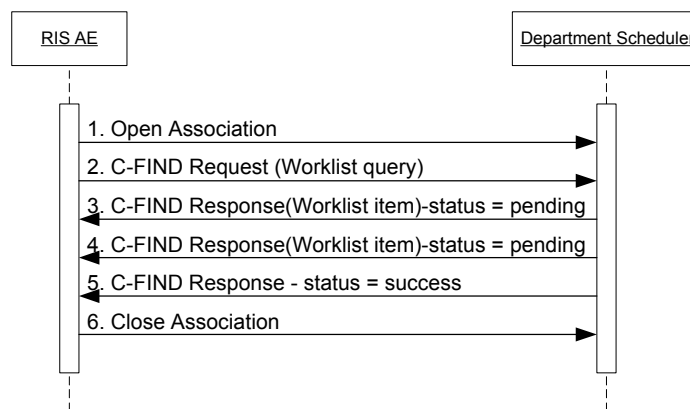 RIS AE
Department Scheduler
1. Open Association
2. C-FIND Request (Worklist query)
3. C-FIND Response(Worklist item)-status = pending
4. C-FIND Response(Worklist item)-status = pending
5. C-FIND Response - status = success
6. Close Association